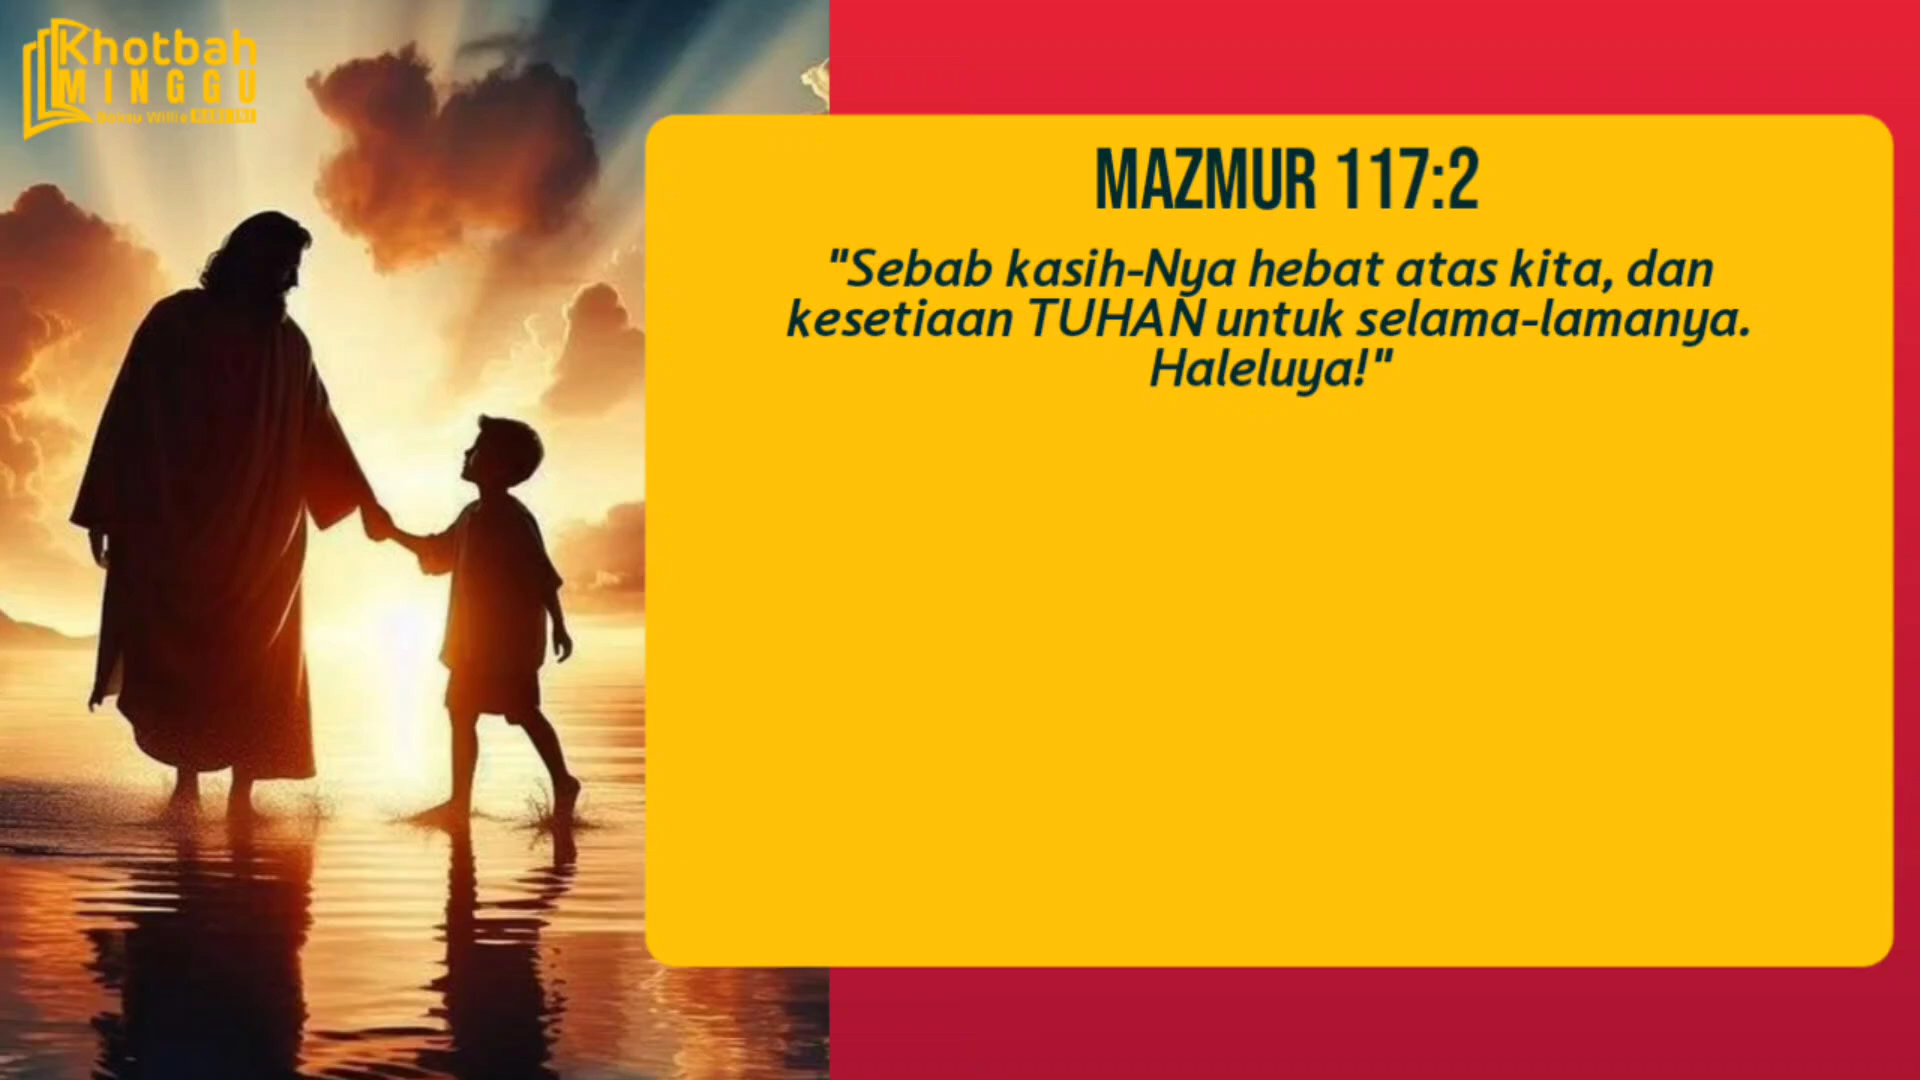 Khotbah
MINGGU
MAZMUR 117:2
"Sebab kasih-Nya hebat atas kita, dan
kesetiaan TUHAN untuk selama-lamanya.
Haleluya!"